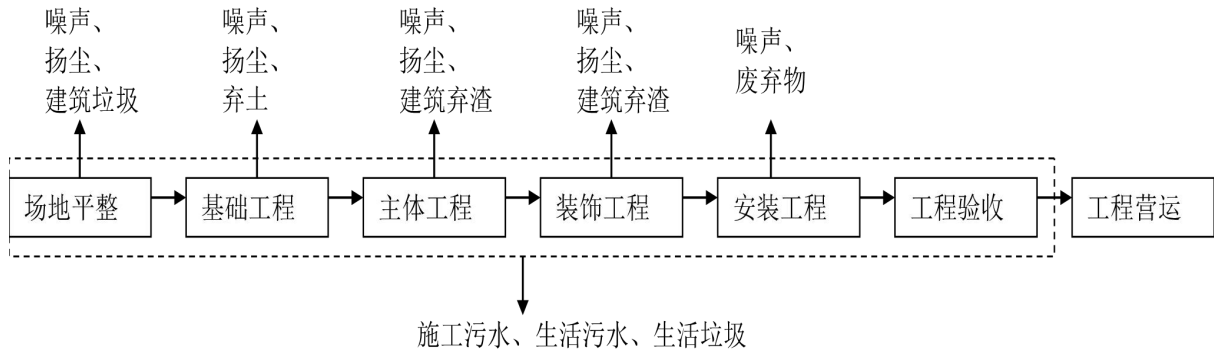 噪声、
扬尘、
建筑垃圾
噪声、
扬尘、
弃土
噪声、
扬尘、
建筑弃渣
噪声、
扬尘、
建筑弃渣
噪声、
废弃物
场地平整
基础工程
主体工程
装饰工程
安装工程
工程验收
工程营运
施工污水、生活污水、生活垃圾